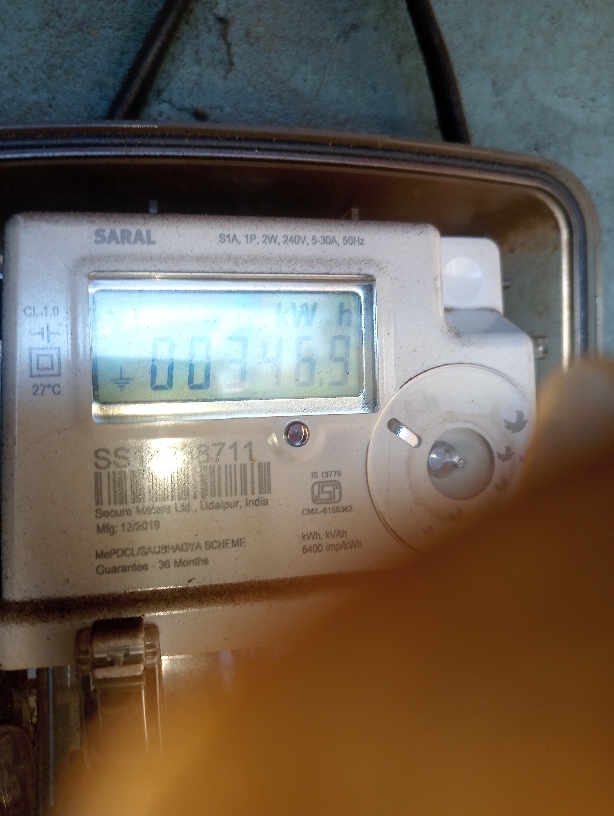 SARAL
S1A, 1P, 2W, 240V, 5-30A, 50Hz
CL.1.0
27°C
kW h
003469
Secure Meters Ltd., Udaipur, India
Mfg: 12/2019
MePDCL/SAUBHAGYA SCHEME
Guarantee - 36 Months
IS 13779
CM/L-8150362
kWh, kVAh
6400 imp/kWh